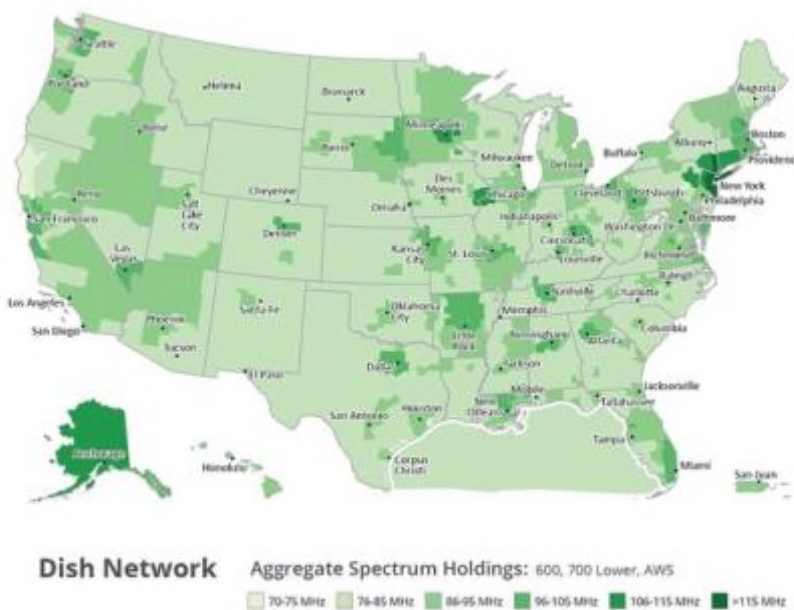 Seattle
Portland
Helena
Bismarck
Augusta
Boise
Pierre
Minneapolis
Milwaukee
Detroit
Buffalo
Albany
Boston
Providence
New York
Philadelphia
Baltimore
Reno
Salt
Lake
City
Cheyenne
Omaha
Des
Moines
Chicago
Cleveland
Pittsburgh
Indianapolis
Washington DC
San Francisco
Las
Vegas
Denver
Kansas
City
St. Louis
Cincinnati
Louisville
Richmond
Raleigh
Los Angeles
San Diego
Phoenix
Tucson
Santa Fe
El Paso
Oklahoma
City
Little
Rock
Memphis
Nashville
Charlotte
Columbia
Atlanta
Birmingham
Jackson
Dallas
San Antonio
Houston
Corpus
Christi
New
Orleans
Mobile
Tallahassee
Jacksonville
Tampa
Miami
San Juan
Anchorage
Honolulu
Dish Network
Aggregate Spectrum Holdings: 600, 700 Lower, AWS
70-75 MHz 76-85 MHz 86-95 MHz 96-105 MHz 106-115 MHz >115 MHz